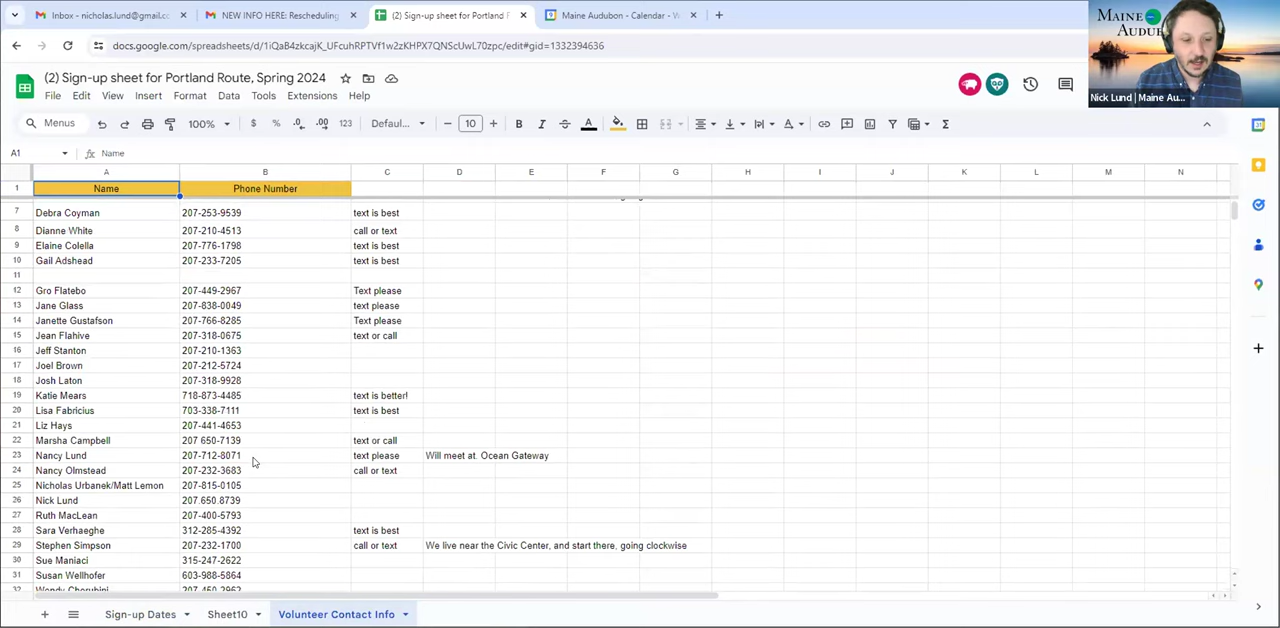 Inbox - nicholas.lund@gmail.cc
NEW INFO HERE: Rescheduling
(2) Sign-up sheet for Portland
Maine Audubon - Calendar - W
docs.google.com/spreadsheets/d/
/edit#gid=1332394636
(2) Sign-up sheet for Portland Route, Spring 2024
File Edit View Insert Format Help
Menus
A1 Name
A C D F G H I J K L M N
1 Name Phone Number
7 Debra Coyman 207-252-9539 text is best
8 Dianne White 207-210-4513 call or text
9 Elaine Colella 207-776-1798 text is best
10 Gail Adshead 207-233-7205 text is best
11
12 Gro Flatebo 207-449-2967 Text please
13 Jane Glass 207-838-0049 text please
14 Janette Gustafson 207-766-8285 Text please
15 Jean Flahive 207-318-0675 text or call
16 Jeff Stanton 207-210-1363
17 Joel Brown 207-212-5724
18 Josh Laton 207-318-9928
19 Katie Mears 718-879-4485 text is better!
20 Lisa Fabricius 703-338-7111 text is best
21 Liz Hays 207-441-4653
22 Marsha Campbell 207 650-7139 text or call
23 Nancy Lund 207-712-8071 text please Will meet at. Ocean Gateway
24 Nancy Olmstead 207-232-3683 call or text
25 Nicholas Urbanek/Matt Lemon 207-815-0105
26 Nick Lund 207.650.8739
27 Ruth MacLean 207-400-5793
28 Sara Verhaeghe 312-285-4392 text is best
29 Stephen Simpson 207-232-1700 call or text We live near the Civic Center, and start there, going clockwise
30 Sue Maniaci 315-247-2622
31 Susan Wellhofer 603-988-5864
32
Sign-up Dates Sheet10 Volunteer Contact Info
MAINE
AUDU
Nick Lund | Maine Au...